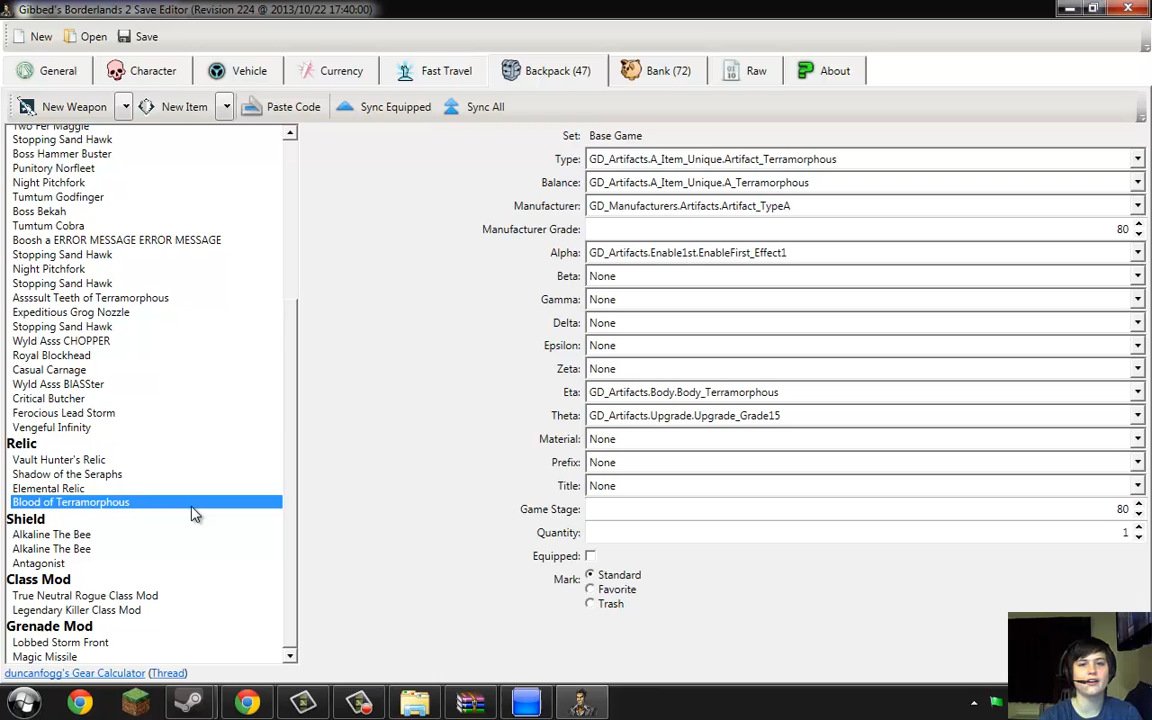 Gibbed's Borderlands 2 Save Editor (Revision 224 @ 2013/10/22 17:40:00)
New Open Save
General Character Vehicle Currency Fast Travel Backpack (47) Bank (72) Raw About
New Weapon New Item Paste Code Sync Equipped Sync All
Two Fer Maggie
Stopping Sand Hawk
Boss Hammer Buster
Punitory Norfleet
Night Pitchfork
Tumtum Godfinger
Boss Bekah
Tumtum Cobra
Boosh a ERROR MESSAGE ERROR MESSAGE
Stopping Sand Hawk
Night Pitchfork
Stopping Sand Hawk
Asssult Teeth of Terramorphous
Expeditious Grog Nozzle
Stopping Sand Hawk
Wyld Asss CHOPPER
Royal Blockhead
Casual Carnage
Wyld Asss BlASSter
Critical Butcher
Ferocious Lead Storm
Vengeful Infinity
Relic
Vault Hunter's Relic
Shadow of the Seraphs
Elemental Relic
Blood of Terramorphous
Shield
Alkaline The Bee
Alkaline The Bee
Antagonist
Class Mod
True Neutral Rogue Class Mod
Legendary Killer Class Mod
Grenade Mod
Lobbed Storm Front
Magic Missile
duncanfogg's Gear Calculator (Thread)
Set: Base Game
Type: GD_Artifacts.A_Item_Unique.Artifact_Terramorphous
Balance: GD_Artifacts.A_Item_Unique.A_Terramorphous
Manufacturer: GD_Manufacturers.Artifacts.Artifact_TypeA
Manufacturer Grade: 80
Alpha: GD_Artifacts.Enable1st.EnableFirst_Effect1
Beta: None
Gamma: None
Delta: None
Epsilon: None
Zeta: None
Eta: GD_Artifacts.Body.Body_Terramorphous
Theta: GD_Artifacts.Upgrade.Upgrade_Grade15
Material: None
Prefix: None
Title: None
Game Stage: 80
Quantity: 1
Equipped:
Mark: Standard
Favorite
Trash